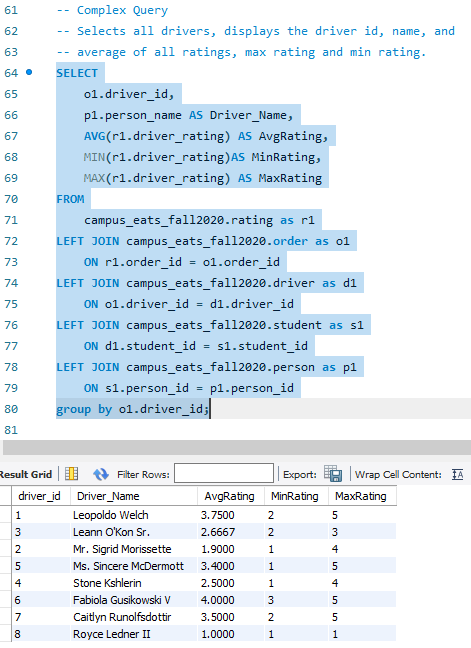 61 -- Complex Query
62 -- Selects all drivers, displays the driver id, name, and
63 -- average of all ratings, max rating and min rating.
64 SELECT
65 o1.driver_id,
66 p1.person_name AS Driver_Name,
67 AVG(r1.driver_rating) AS AvgRating,
68 MIN(r1.driver_rating)AS MinRating,
69 MAX(r1.driver_rating) AS MaxRating
70 FROM
71 campus_eats_fall2020.rating as r1
72 LEFT JOIN campus_eats_fall2020.order as o1
73 ON r1.order_id = o1.order_id
74 LEFT JOIN campus_eats_fall2020.driver as d1
75 ON o1.driver_id = d1.driver_id
76 LEFT JOIN campus_eats_fall2020.student as s1
77 ON d1.student_id = s1.student_id
78 LEFT JOIN campus_eats_fall2020.person as p1
79 ON s1.person_id = p1.person_id
80 group by o1.driver_id;
81
Result Grid Filter Rows: Export: Wrap Cell Content:
driver_id Driver_Name AvgRating MinRating MaxRating
1 Leopoldo Welch 3.7500 2 5
3 Leann O'Kon Sr. 2.6667 2 3
2 Mr. Sigrid Morissette 1.9000 1 4
5 Ms. Sincere McDermott 3.4000 1 5
4 Stone Kshlerin 2.5000 1 4
6 Fabiola Gusikowski V 4.0000 3 5
7 Caitlyn Runolfsdottir 3.5000 2 5
8 Royce Ledner II 1.0000 1 1